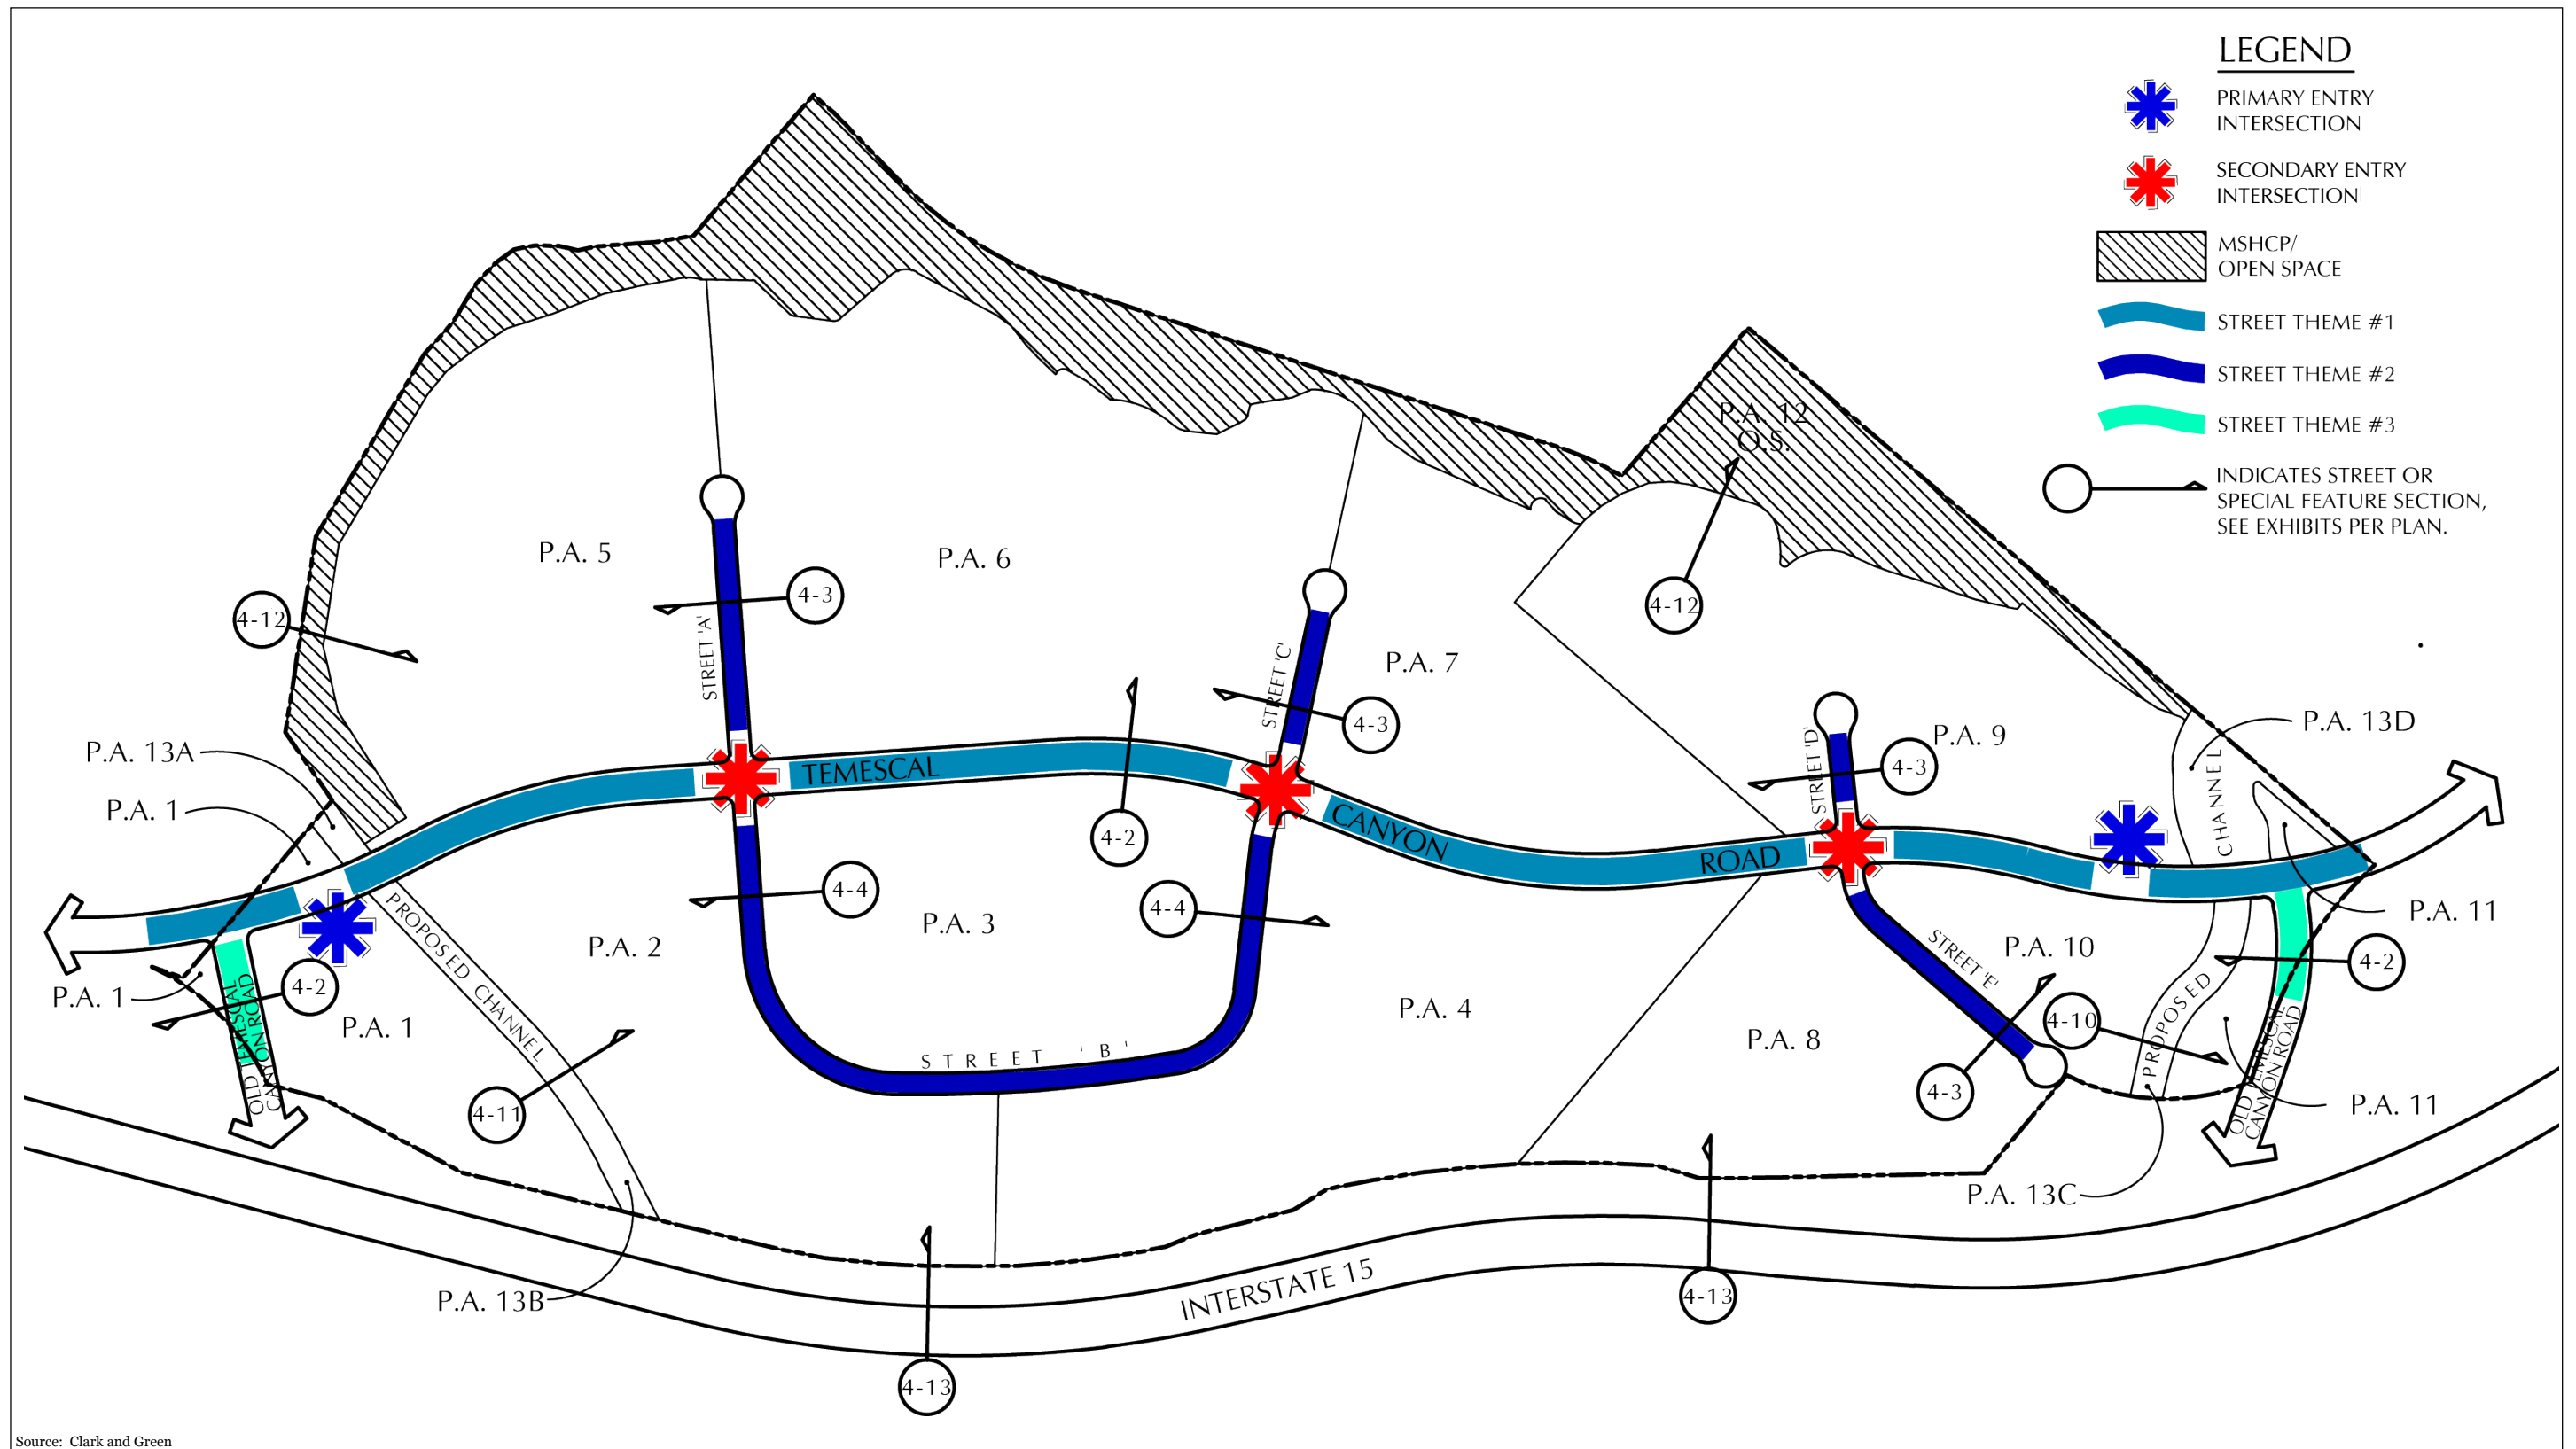 LEGEND
PRIMARY ENTRY
INTERSECTION
SECONDARY ENTRY
INTERSECTION
MSHCP/
OPEN SPACE
STREET THEME #1
STREET THEME #2
STREET THEME #3
INDICATES STREET OR
SPECIAL FEATURE SECTION,
SEE EXHIBITS PER PLAN.
P.A. 12
O.S.
P.A. 5
P.A. 6
4-3
4-12
4-12
STREET 'A'
STREET 'C'
P.A. 7
4-3
P.A. 13A
P.A. 1
STREET 'D'
P.A. 9
4-3
P.A. 13D
CHANNEL
TEMESCAL
CANYON
ROAD
4-2
4-4
4-4
P.A. 3
P.A. 2
PROPOSED CHANNEL
P.A. 1
4-2
P.A. 1
OLD TEMESCAL
CANYON ROAD
STREET 'B'
P.A. 4
P.A. 8
STREET 'E'
P.A. 10
4-10
4-3
PROPOSED
P.A. 11
4-2
P.A. 11
OLD TEMESCAL
CANYON ROAD
4-11
P.A. 13C
P.A. 13B
INTERSTATE 15
4-13
4-13
Source: Clark and Green